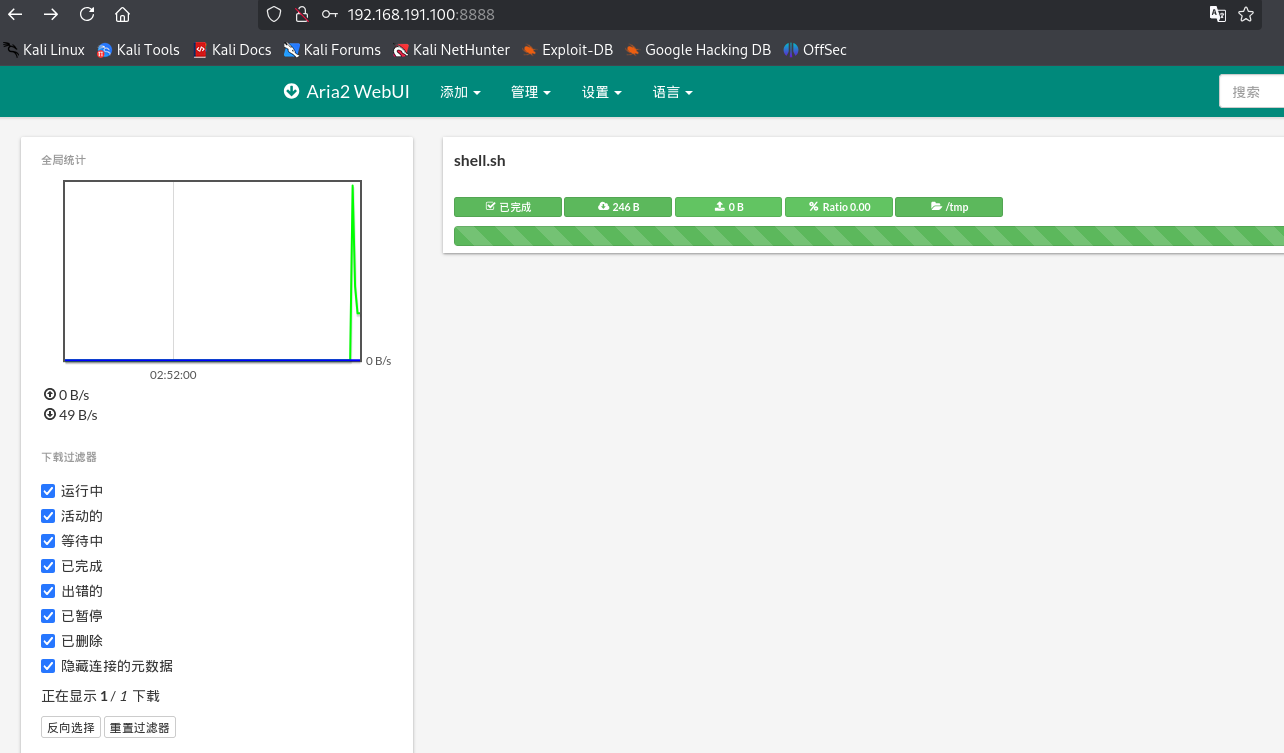 192.168.191.100:8888
Kali Linux Kali Tools Kali Docs Kali Forums Kali NetHunter Exploit-DB Google Hacking DB OffSec
Aria2 WebUI 添加 管理 设置 语言 搜索
全局统计
0 B/s
02:52:00
0 B/s
49 B/s
下载过滤器
运行中
活动的
等待中
已完成
出错的
已暂停
已删除
隐藏连接的元数据
正在显示 1 / 1 下载
反向选择 重置过滤器
shell.sh
已完成 246 B 0 B Ratio 0.00 /tmp